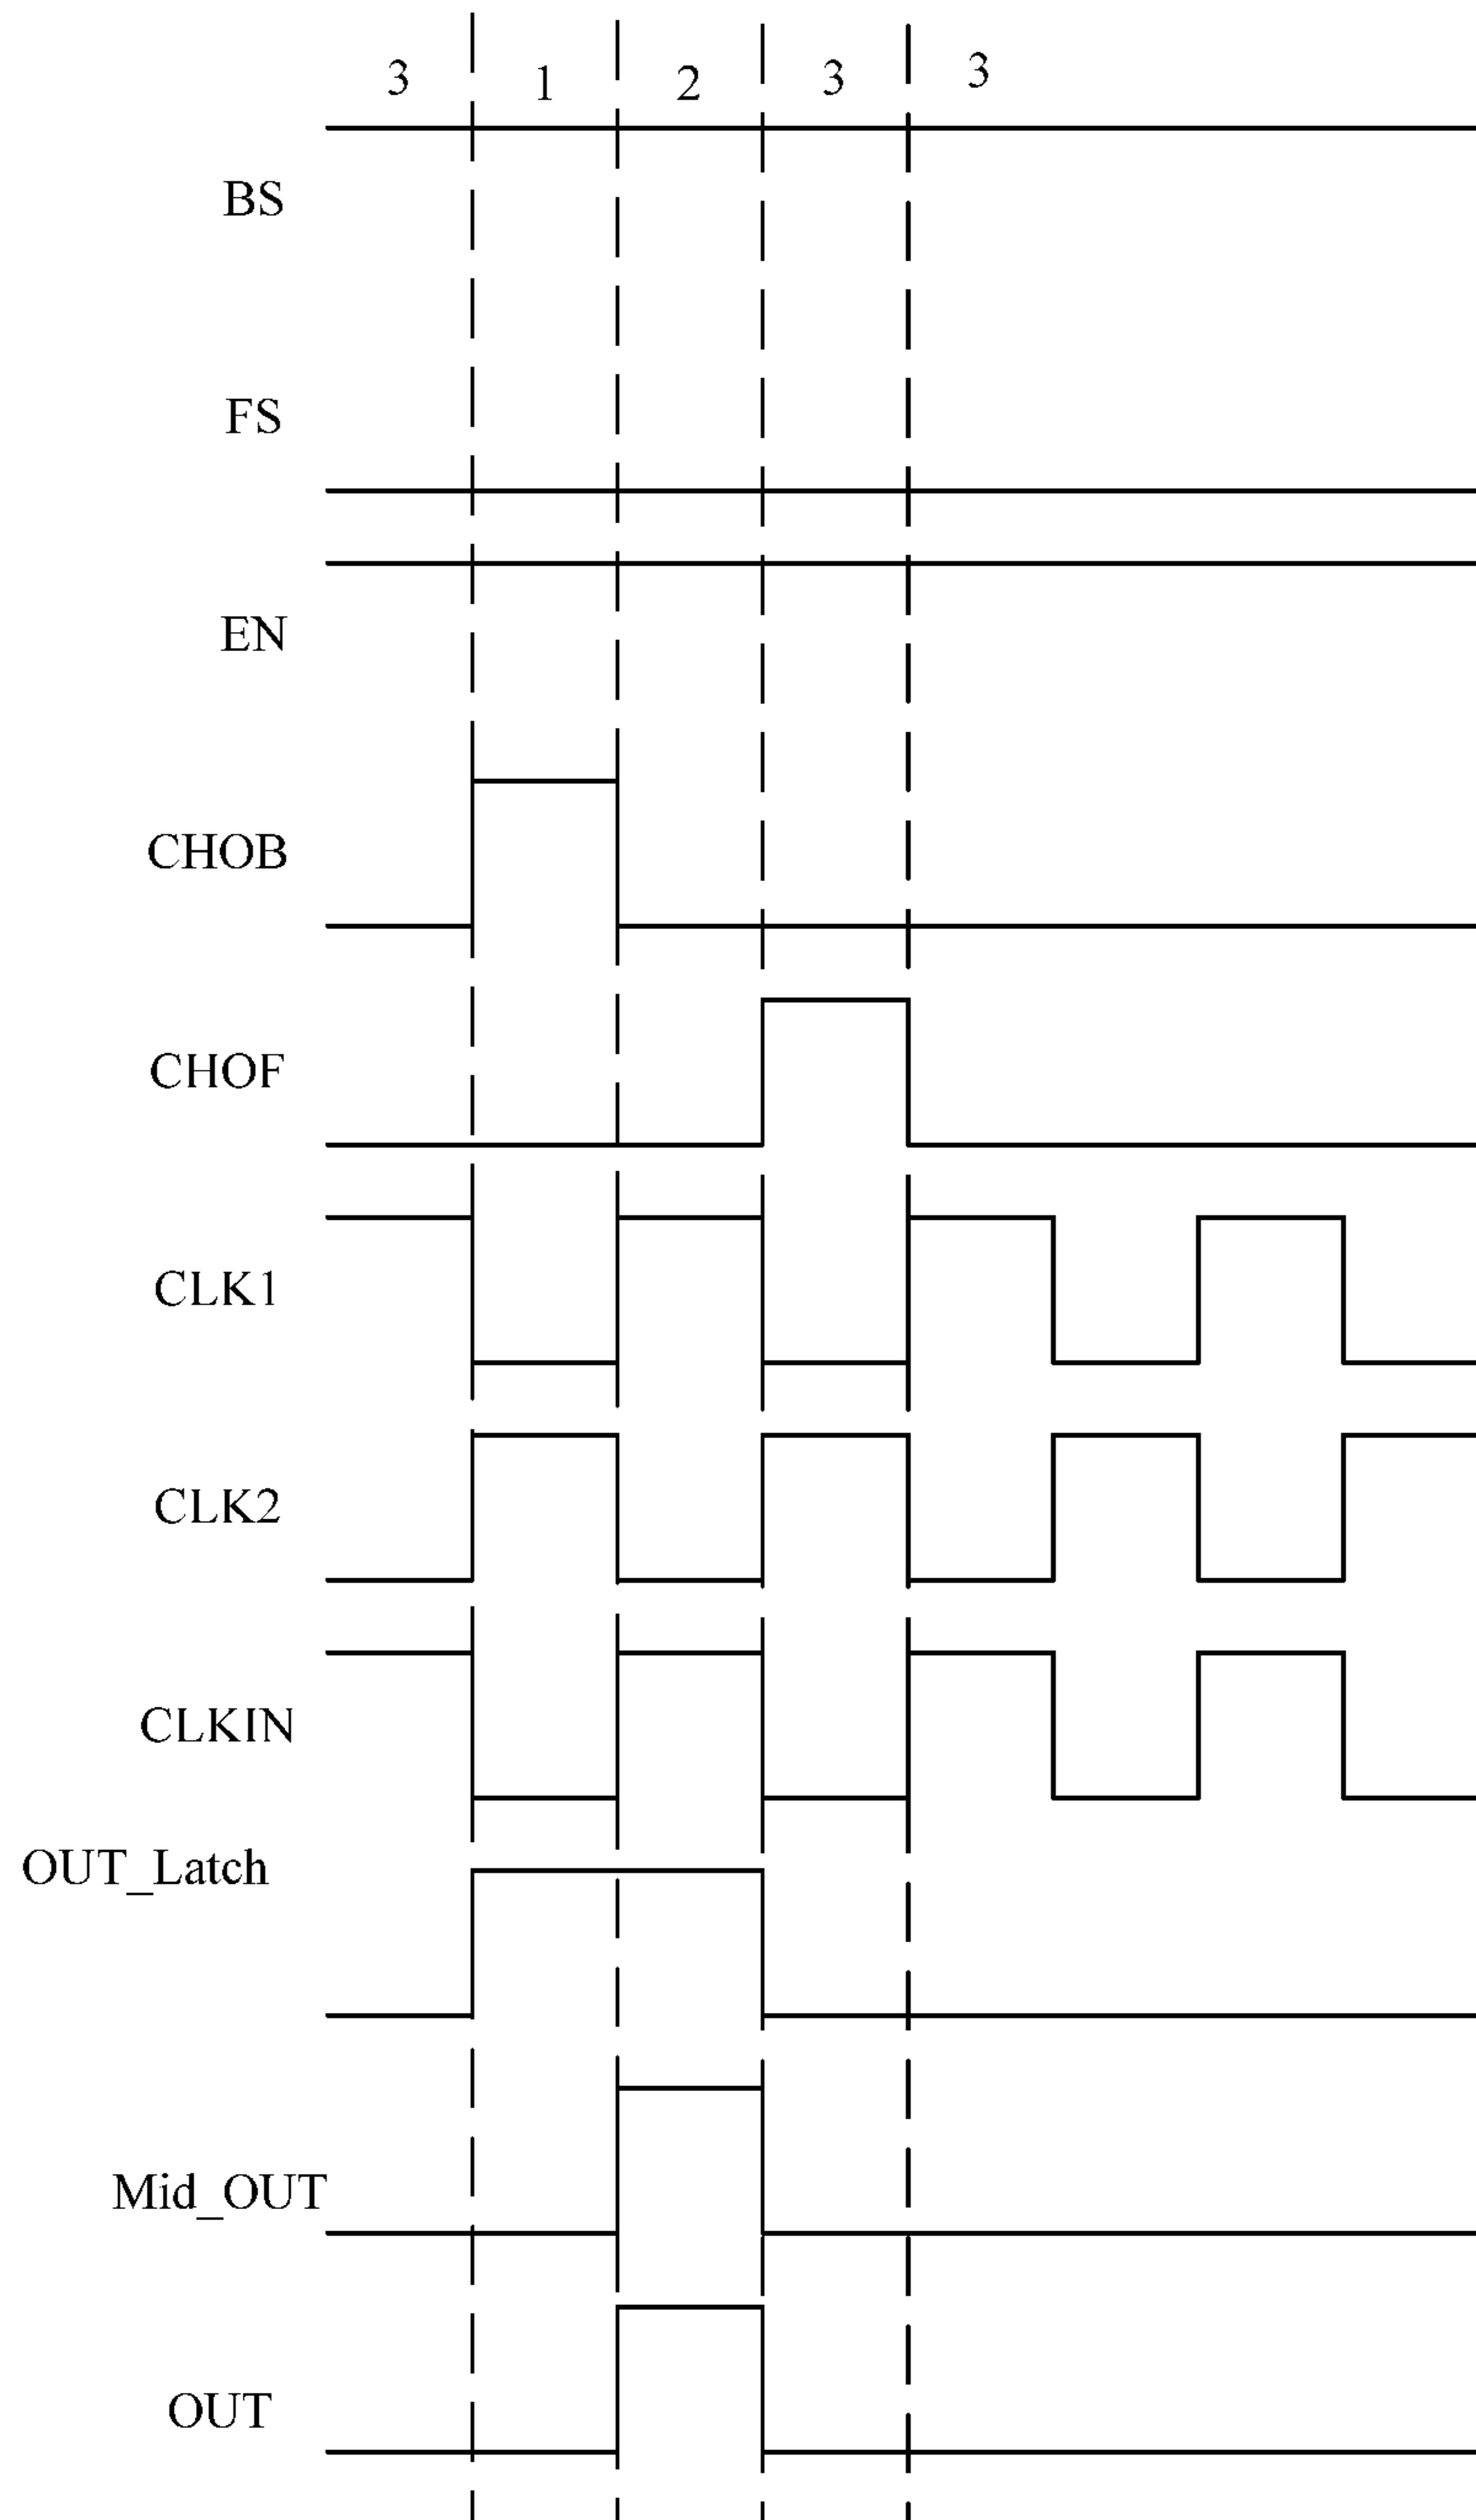 3 1 2 3 3
BS
FS
EN
CHOB
CHOF
CLK1
CLK2
CLKIN
OUT_Latch
Mid_OUT
OUT